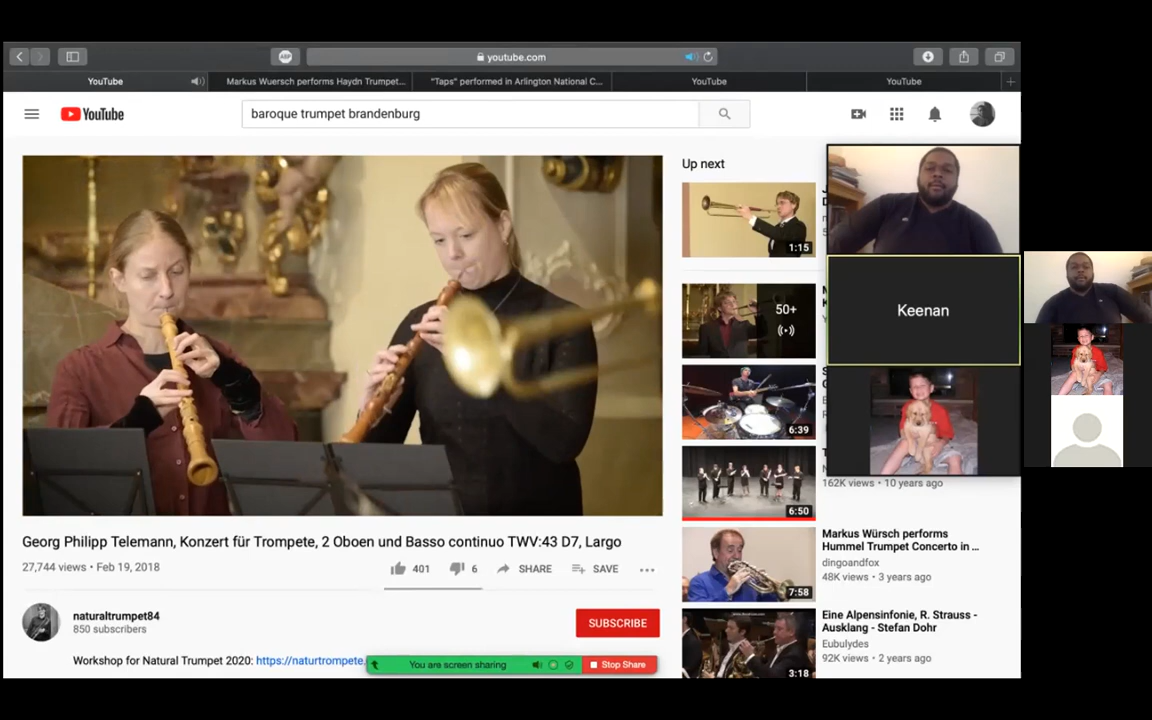 youtube.com
YouTube
Markus Wuersch performs Haydn Trumpet...
"Taps" performed in Arlington National C...
YouTube
YouTube
YouTube
baroque trumpet brandenburg
Up next
1:15
50+
Keenan
6:39
6:50
162K views • 10 years ago
Georg Philipp Telemann, Konzert für Trompete, 2 Oboen und Basso continuo TWV:43 D7, Largo
27,744 views • Feb 19, 2018
401
6
SHARE
SAVE
Markus Würsch performs
Hummel Trumpet Concerto in ...
dingoandfox
48K views • 3 years ago
7:58
naturaltrumpet84
850 subscribers
SUBSCRIBE
Eine Alpensinfonie, R. Strauss -
Ausklang - Stefan Dohr
Eubulydes
92K views • 2 years ago
3:18
Workshop for Natural Trumpet 2020: https://naturtrompete.
You are screen sharing
Stop Share